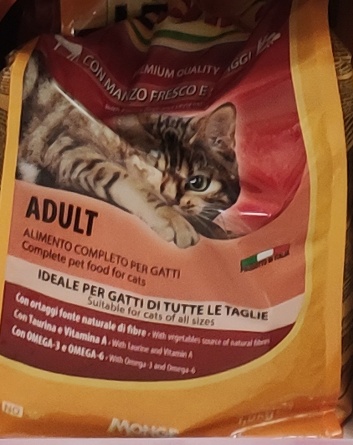 MIUM QUALITY
CON MANZO FRESCO E
AGGI
ADULT
ALIMENTO COMPLETO PER GATTI
Complete pet food for cats
IDEALE PER GATTI DI TUTTE LE TAGLIE
Suitable for cats of all sizes
Con ortaggi fonte naturale di fibre - With vegetables source of natural fibres
Con Taurina e Vitamina A - With Taurine and Vitamin A
Con OMEGA-3 e OMEGA-6 - With Omega-3 and Omega-6
MONGE